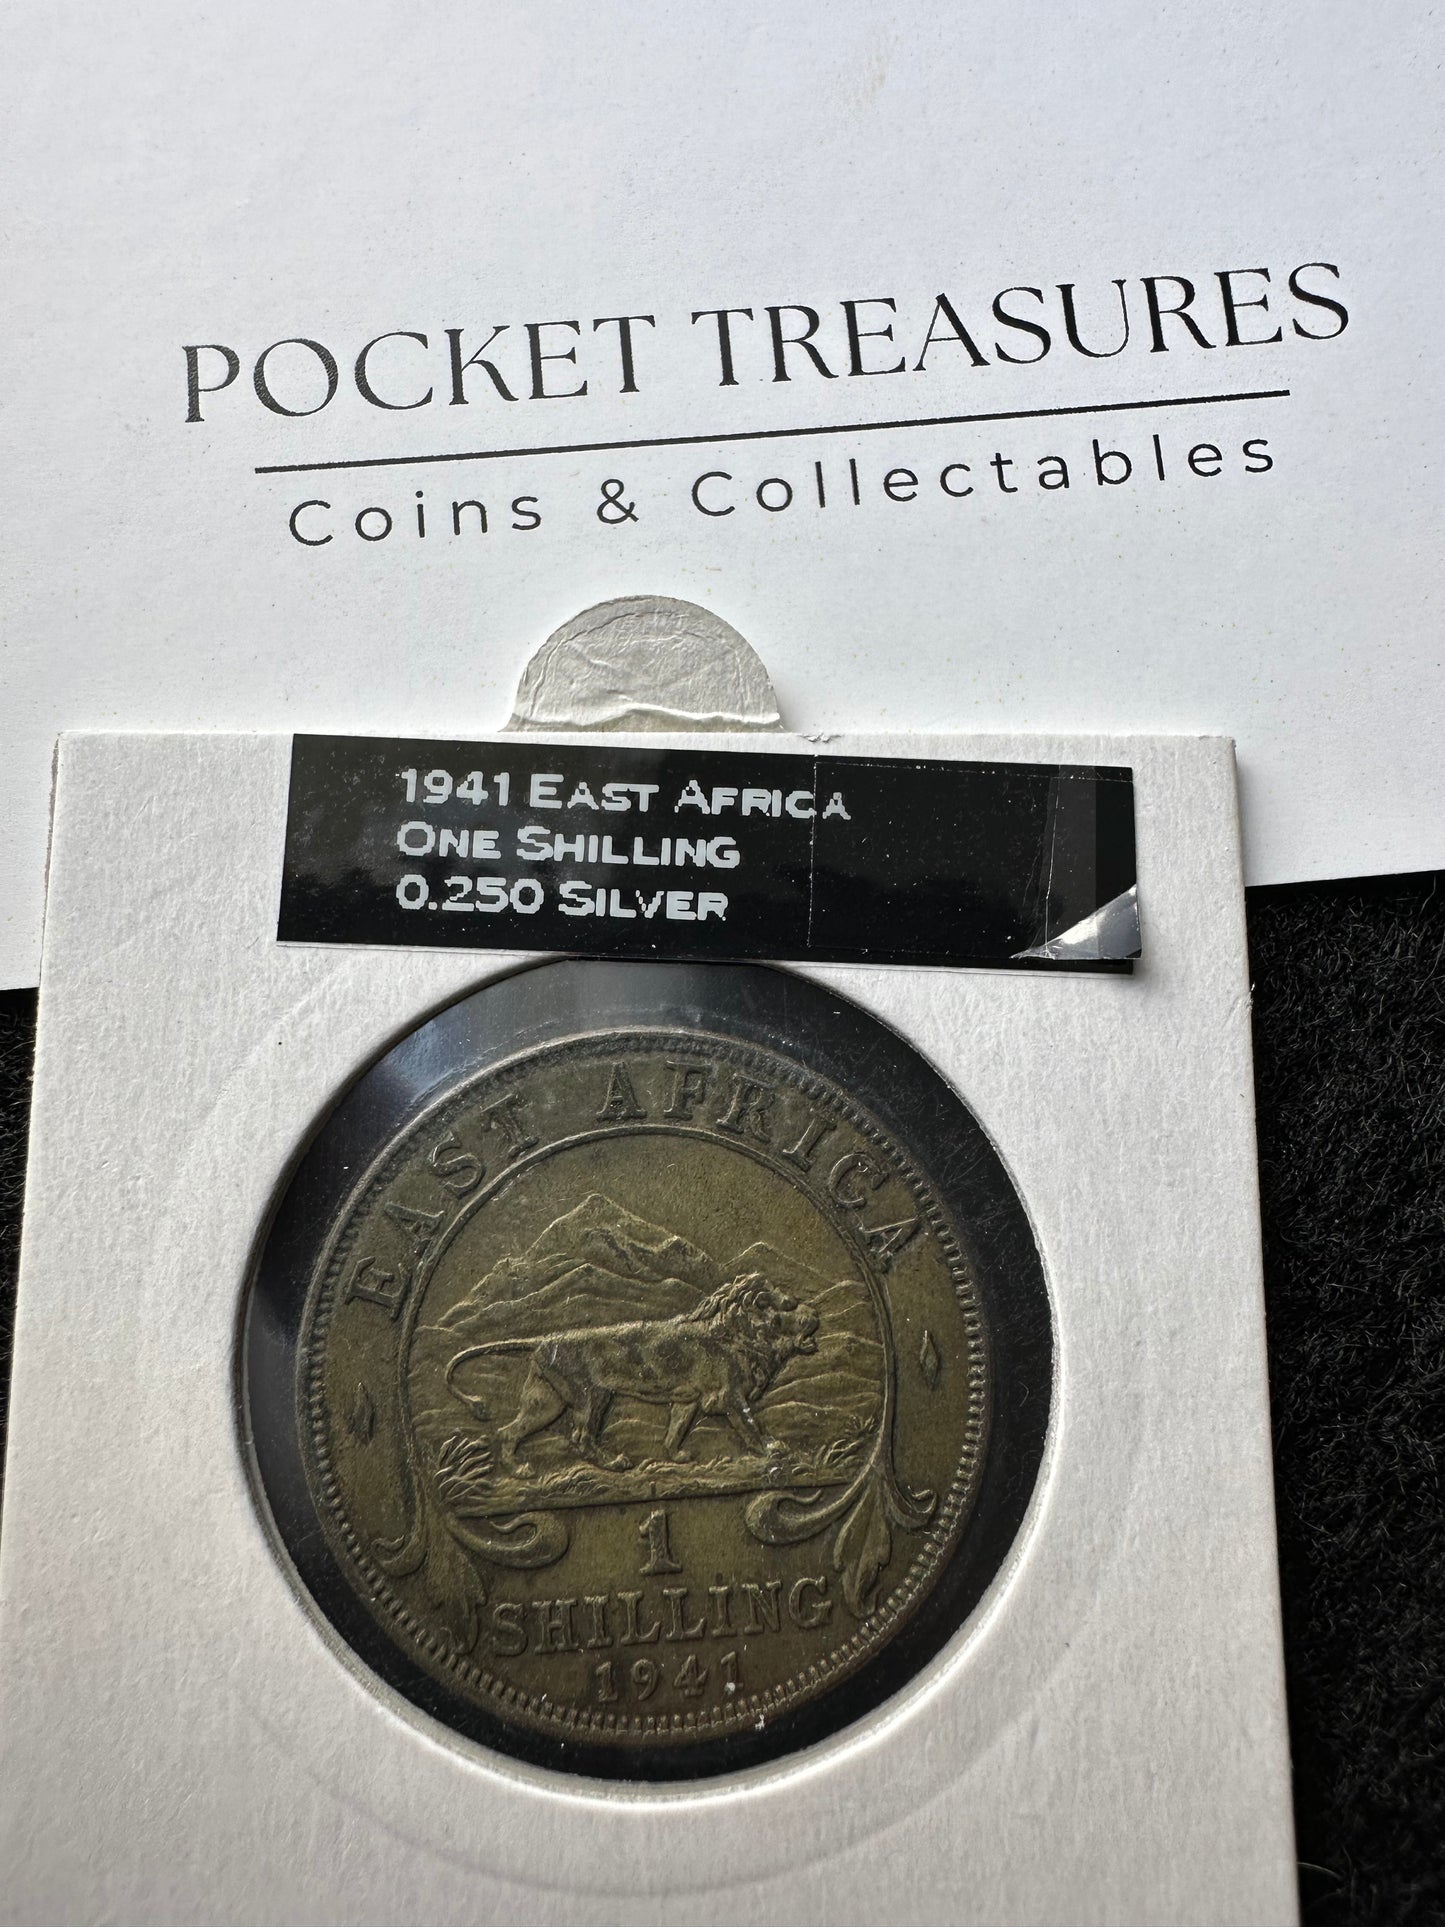 POCKET TREASURES
Coins & Collectables
1941 EAST AFRICA
ONE SHILLING
0.250 SILVER
EAST AFRICA
1
SHILLING
1941